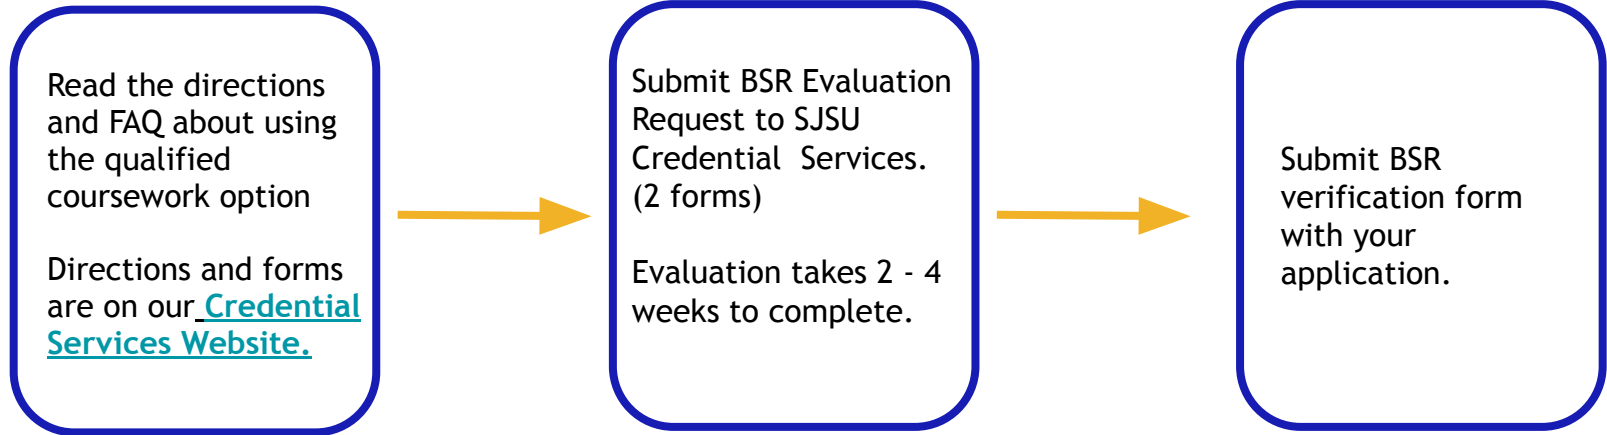 Read the directions
and FAQ about using
the qualified
coursework option
Directions and forms
are on our Credential
Services Website.
Submit BSR Evaluation
Request to SJSU
Credential  Services.
(2 forms)
Evaluation takes 2 - 4
weeks to complete.
Submit BSR
verification form
with your
application.